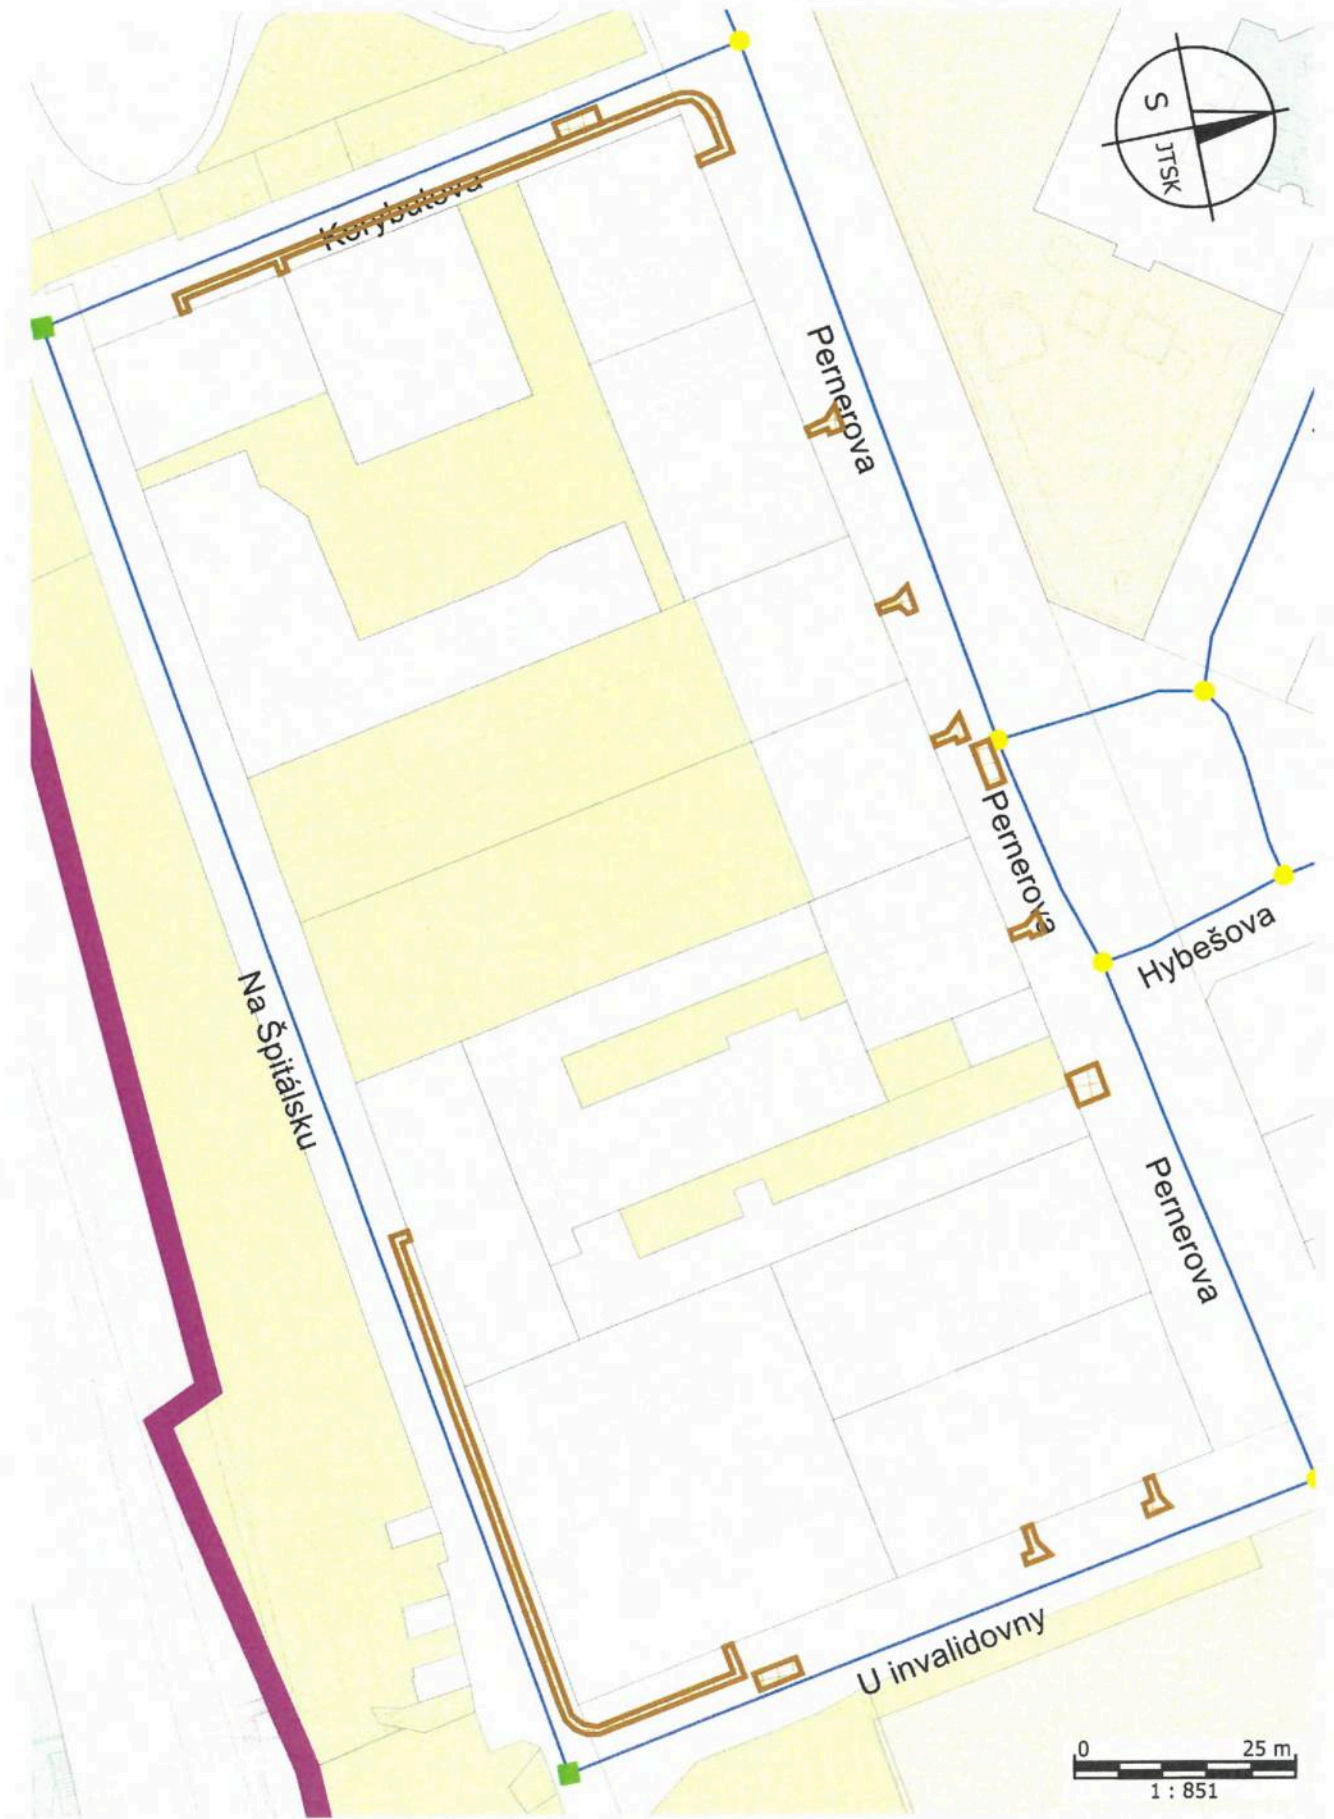 S JTSK
Korybutova
Pernerova
Pernerova
Hybešova
Na Špitálsku
Pernerova
U invalidovny
0 25 m
1 : 851